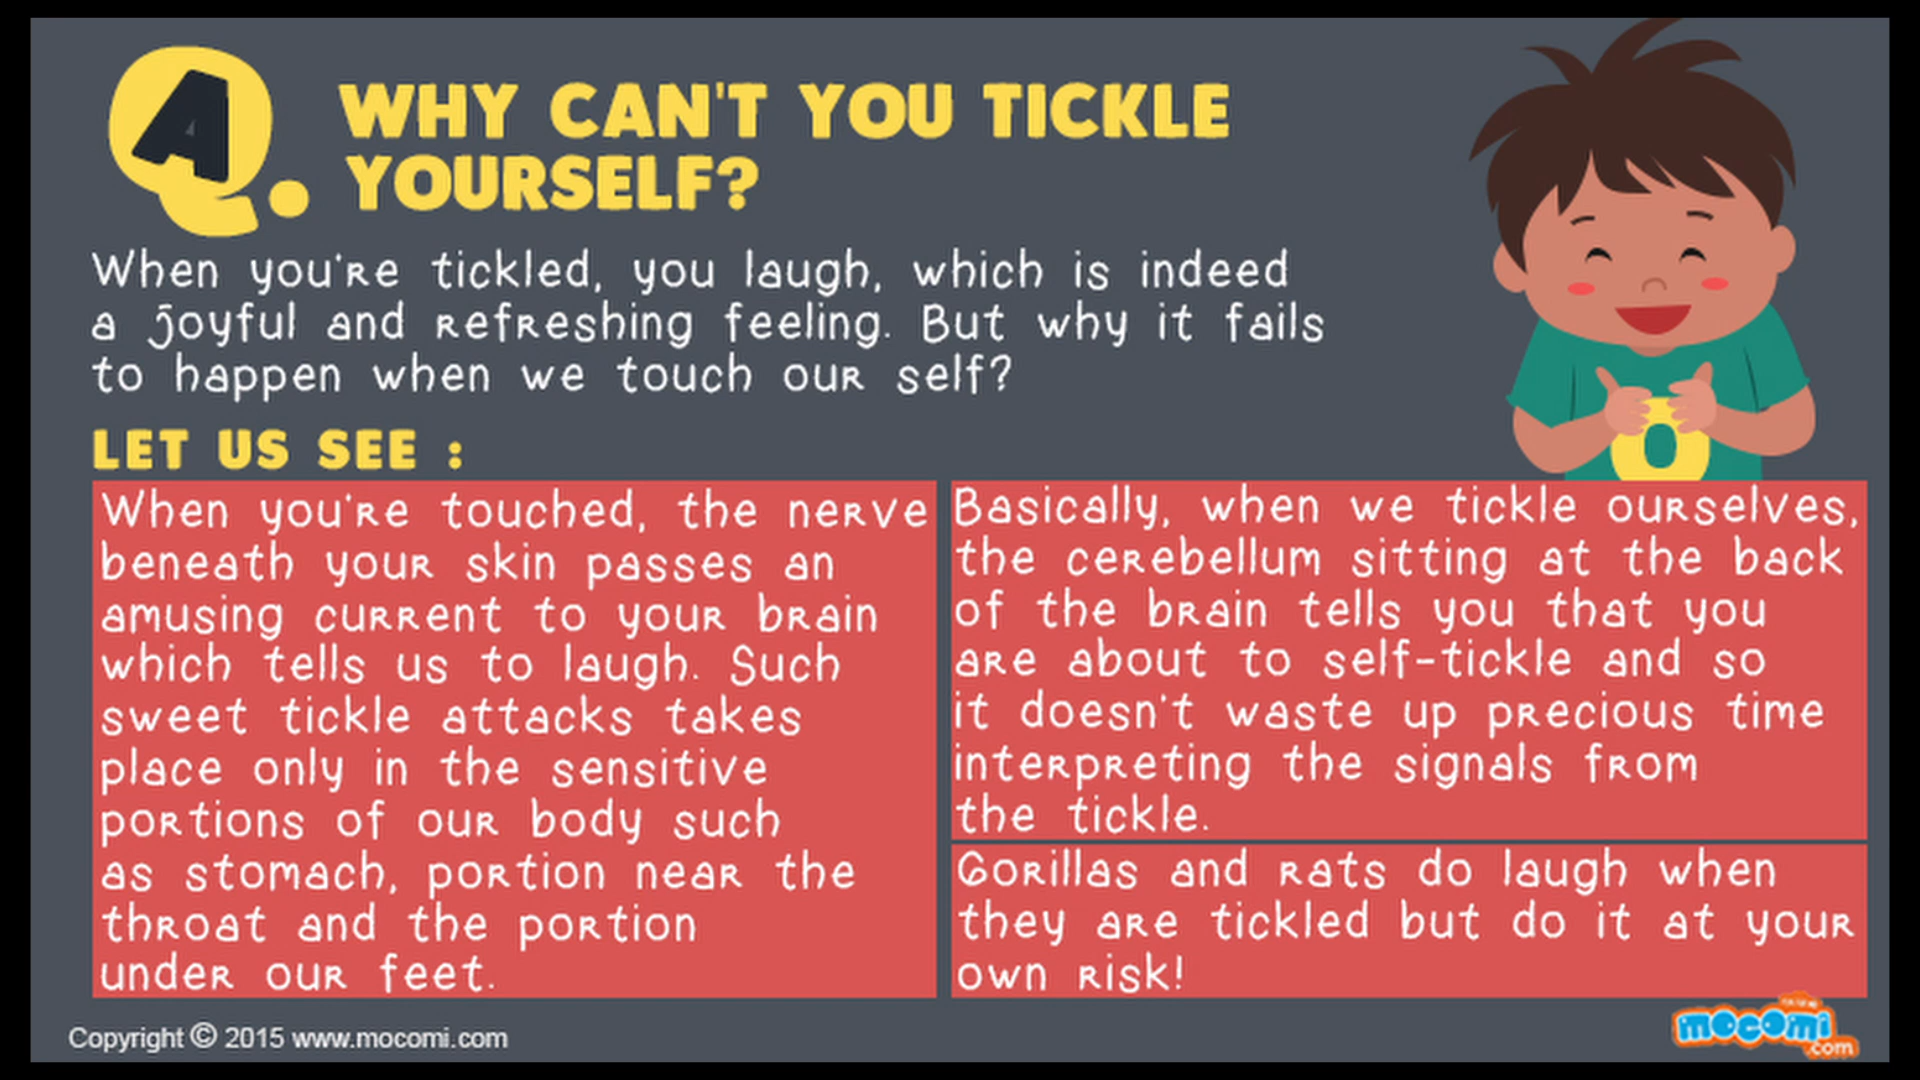 QA. WHY CAN'T YOU TICKLE
YOURSELF?
When you're tickled, you laugh, which is indeed
a joyful and refreshing feeling. But why it fails
to happen when we touch our self?
LET US SEE :
When you're touched, the nerve
beneath your skin passes an
amusing current to your brain
which tells us to laugh. Such
sweet tickle attacks takes
place only in the sensitive
portions of our body such
as stomach, portion near the
throat and the portion
under our feet.
Basically, when we tickle ourselves,
the cerebellum sitting at the back
of the brain tells you that you
are about to self-tickle and so
it doesn't waste up precious time
interpreting the signals from
the tickle.
Gorillas and rats do laugh when
they are tickled but do it at your
own risk!
Copyright © 2015 www.mocomi.com
mocomi
.com